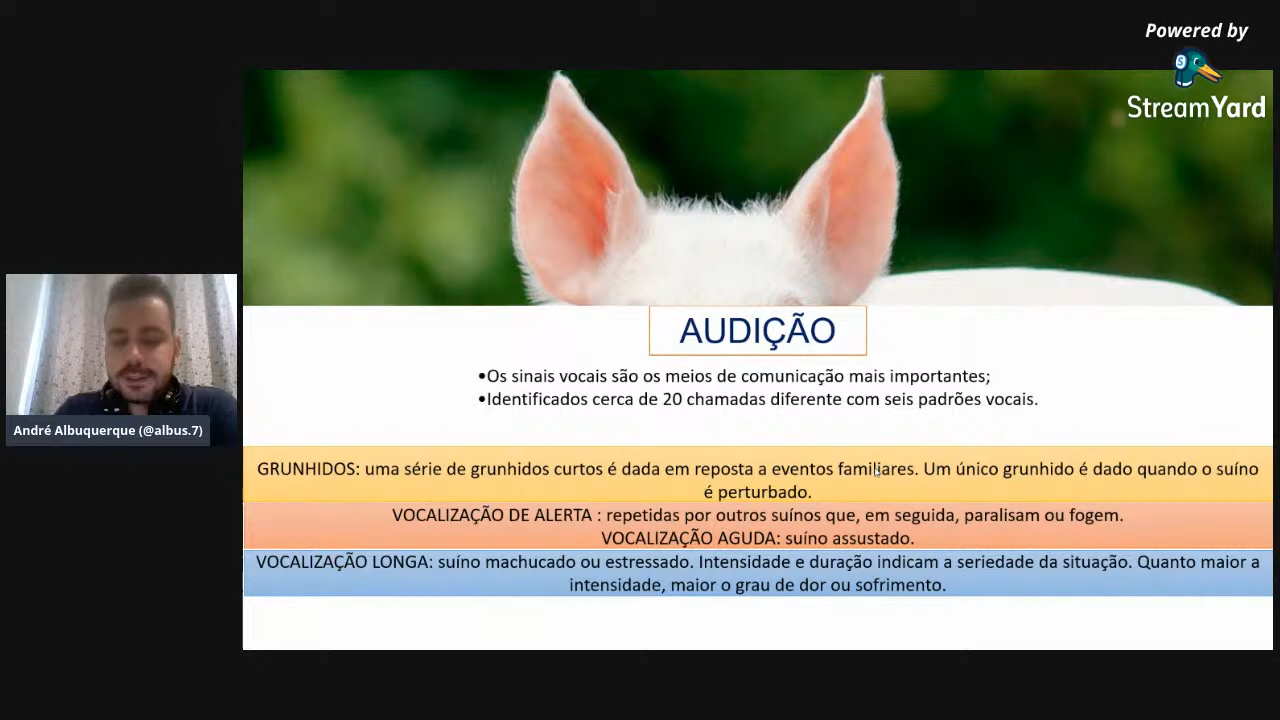 Powered by
StreamYard
AUDIÇÃO
•Os sinais vocais são os meios de comunicação mais importantes;
•Identificados cerca de 20 chamadas diferente com seis padrões vocais.
André Albuquerque (@albus.7)
GRUNHIDOS: uma série de grunhidos curtos é dada em reposta a eventos familiares. Um único grunhido é dado quando o suíno
é perturbado.
VOCALIZAÇÃO DE ALERTA : repetidas por outros suínos que, em seguida, paralisam ou fogem.
VOCALIZAÇÃO AGUDA: suíno assustado.
VOCALIZAÇÃO LONGA: suíno machucado ou estressado. Intensidade e duração indicam a seriedade da situação. Quanto maior a
intensidade, maior o grau de dor ou sofrimento.